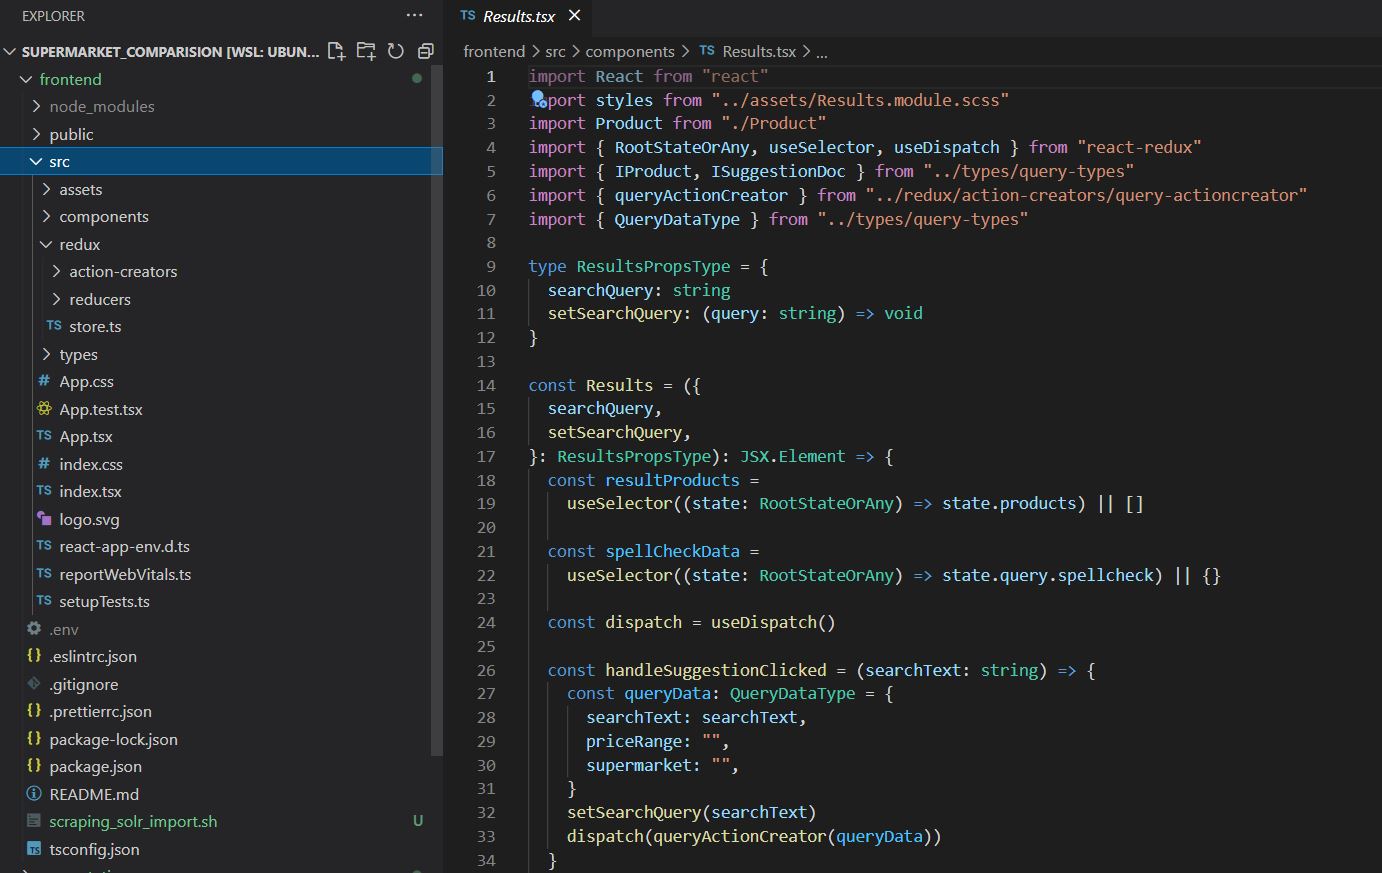 EXPLORER
SUPERMARKET_COMPARISION [WSL: UBUN...
frontend
node_modules
public
src
assets
components
redux
action-creators
reducers
TS store.ts
types
# App.css
App.test.tsx
TS App.tsx
# index.css
TS index.tsx
logo.svg
TS react-app-env.d.ts
TS reportWebVitals.ts
TS setupTests.ts
.env
{} .eslintrc.json
.gitignore
{} .prettierrc.json
{} package-lock.json
{} package.json
README.md
scraping_solr_import.sh U
TS tsconfig.json
TS Results.tsx
frontend > src > components > TS Results.tsx > ...
1 import React from "react"
2 import styles from "../assets/Results.module.scss"
3 import Product from "./Product"
4 import { RootStateOrAny, useSelector, useDispatch } from "react-redux"
5 import { IProduct, ISuggestionDoc } from "../types/query-types"
6 import { queryActionCreator } from "../redux/action-creators/query-actioncreator"
7 import { QueryDataType } from "../types/query-types"
8
9 type ResultsPropsType = {
10 searchQuery: string
11 setSearchQuery: (query: string) => void
12 }
13
14 const Results = ({
15 searchQuery,
16 setSearchQuery,
17 }: ResultsPropsType): JSX.Element => {
18 const resultProducts =
19 useSelector((state: RootStateOrAny) => state.products) || []
20
21 const spellCheckData =
22 useSelector((state: RootStateOrAny) => state.query.spellcheck) || {}
23
24 const dispatch = useDispatch()
25
26 const handleSuggestionClicked = (searchText: string) => {
27 const queryData: QueryDataType = {
28 searchText: searchText,
29 priceRange: "",
30 supermarket: "",
31 }
32 setSearchQuery(searchText)
33 dispatch(queryActionCreator(queryData))
34 }